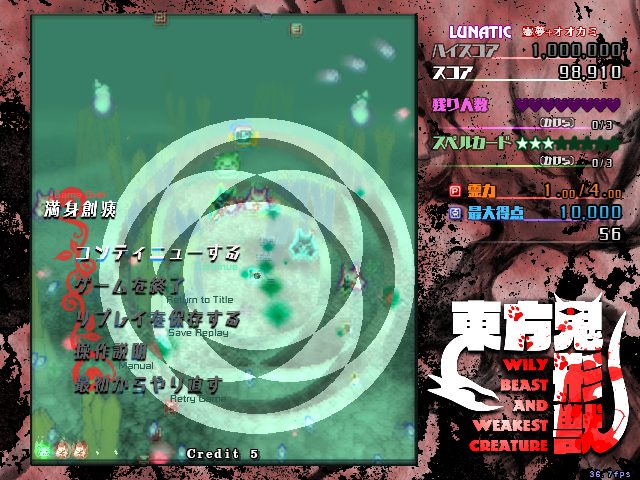 LUNATIC 霊夢+オオカミ
ハイスコア 1,000,000
スコア 98,910
残り人数
(かけら) 0/3
スペルカード
(かけら) 0/3
霊力 1.00/4.00
最大得点 10,000
56
満身創痍
コンティニューする
ゲームを終了
Return to Title
リプレイを保存する
Save Replay
操作説明
Manual
最初からやり直す
Retry Game
Credit 5
東方鬼形獣
WILY
BEAST
AND
WEAKEST
CREATURE
36.7fps